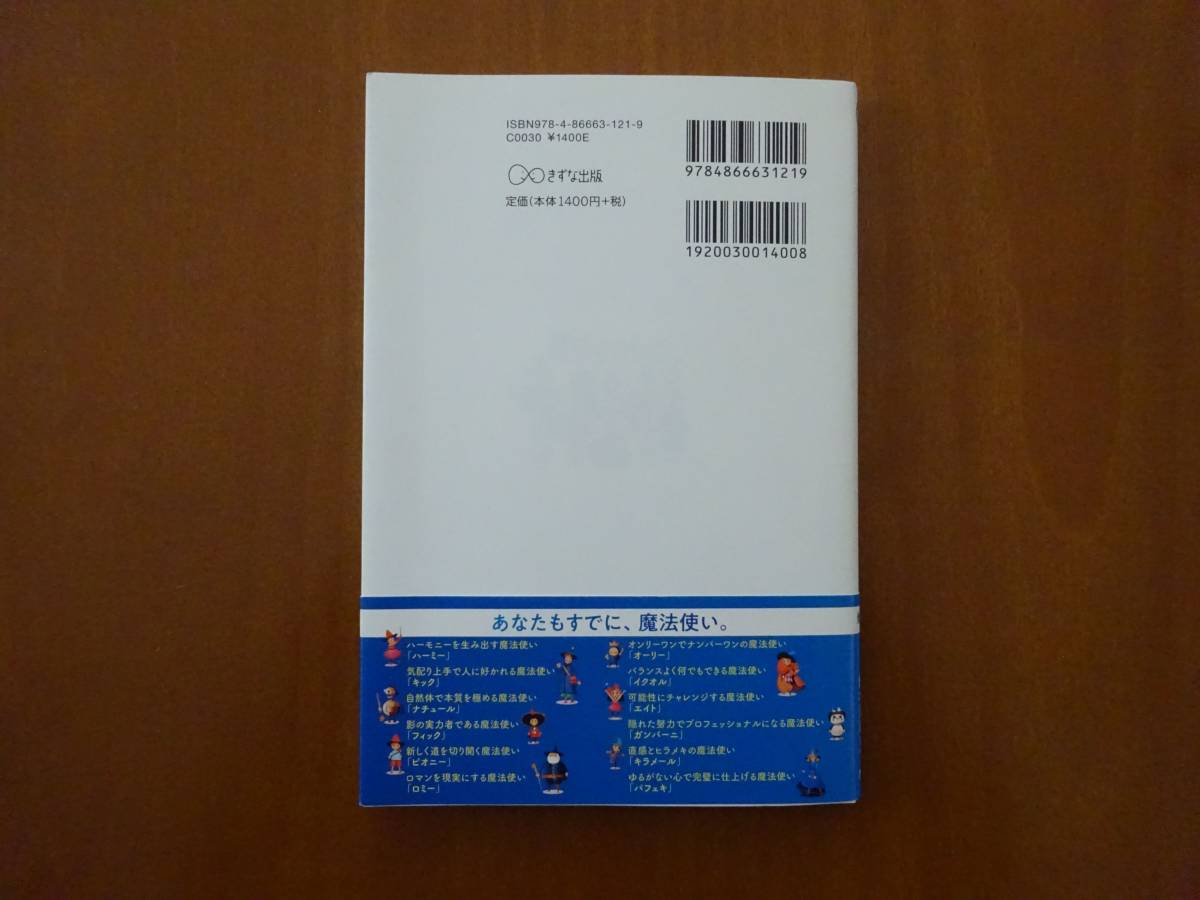 ISBN978-4-86663-121-9
C0030 ¥1400E
きずな出版
定価(本体1400円+税)
9784866631219
1920030014008
あなたもすでに、魔法使い。
ハーモニーを生み出す魔法使い
「ハーミー」
気配り上手で人に好かれる魔法使い
「キック」
自然体で本質を極める魔法使い
「ナチュール」
影の実力者である魔法使い
「フィック」
新しく道を切り開く魔法使い
「ピオニー」
ロマンを現実にする魔法使い
「ロミー」
オンリーワンでナンバーワンの魔法使い
「オーリー」
バランスよく何でもできる魔法使い
「イクオル」
可能性にチャレンジする魔法使い
「エイト」
隠れた努力でプロフェッショナルになる魔法使い
「ガンバーニ」
直感とヒラメキの魔法使い
「キラメール」
ゆるがない心で完璧に仕上げる魔法使い
「パフェキ」